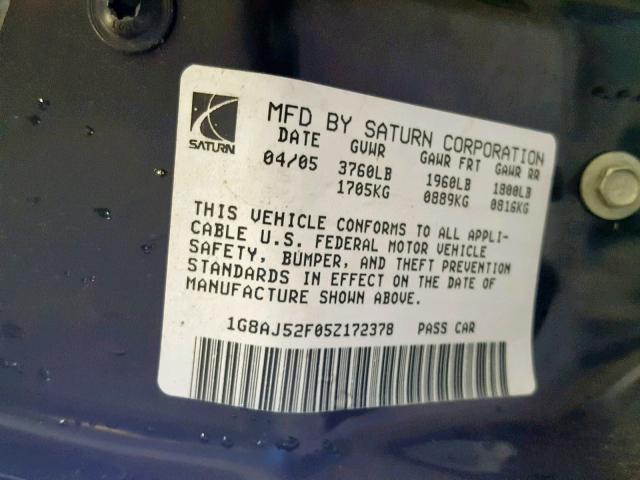 SATURN
MFD BY SATURN CORPORATION
DATE GVWR GAWR FRT GAWR RR
04/05 3760LB 1960LB 1800LB
1705KG 0889KG 0816KG
THIS VEHICLE CONFORMS TO ALL APPLI-
CABLE U.S. FEDERAL MOTOR VEHICLE
SAFETY, BUMPER, AND THEFT PREVENTION
STANDARDS IN EFFECT ON THE DATE OF
MANUFACTURE SHOWN ABOVE.
1G8AJ52F05Z172378 PASS CAR